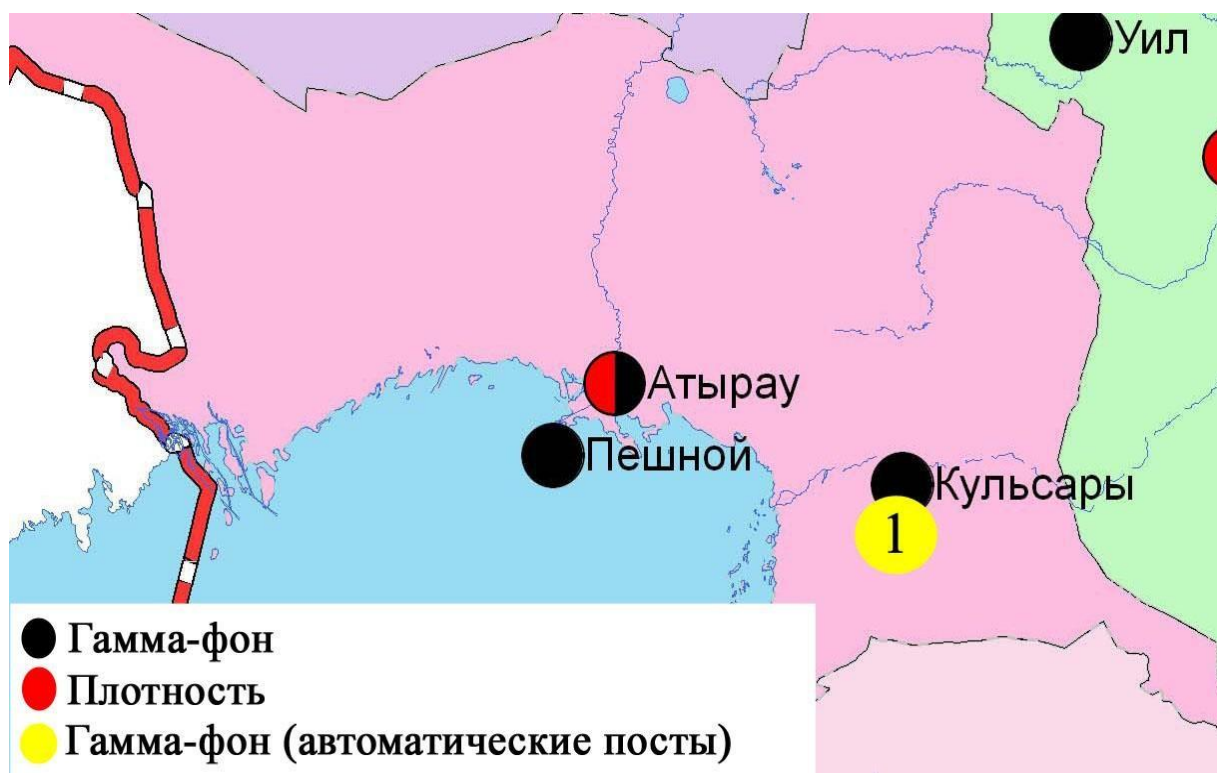 Уил
Атырау
Пешной
Кульсары
1
Гамма-фон
Плотность
Гамма-фон (автоматические посты)